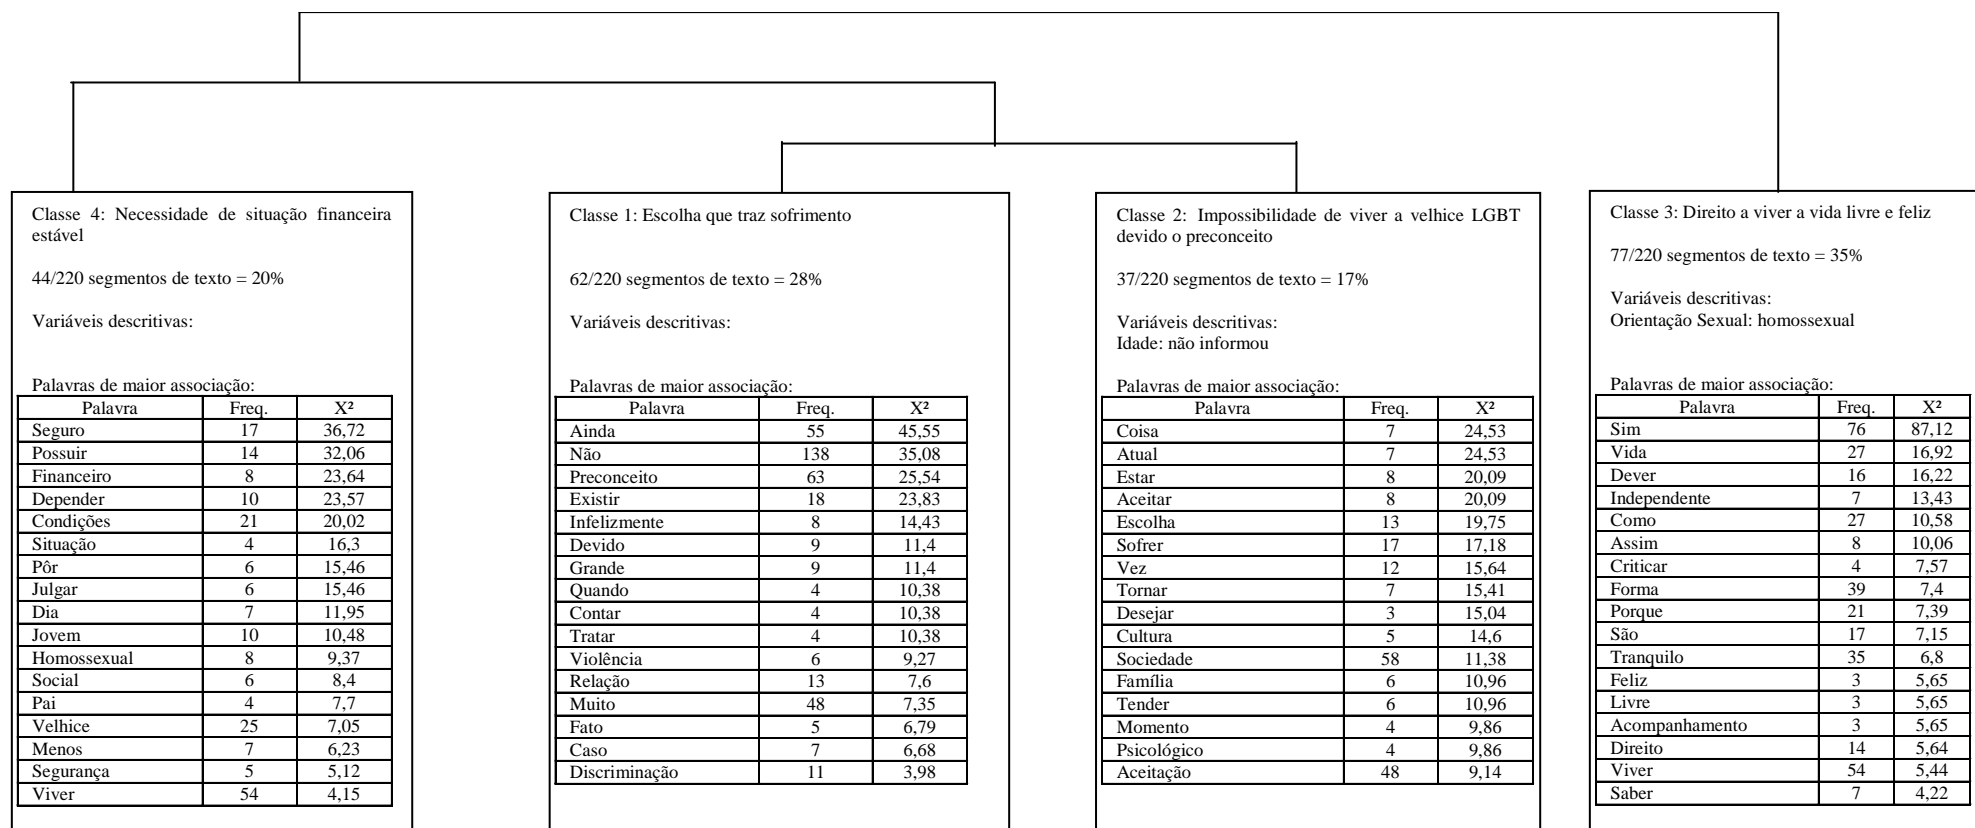 Classe 4: Necessidade de situação financeira
estável
44/220 segmentos de texto = 20%
Variáveis descritivas:
Palavras de maior associação:
Palavra Freq. X²
Seguro 17 36,72
Possuir 14 32,06
Financeiro 8 23,64
Depender 10 23,57
Condições 21 20,02
Situação 4 16,3
Pôr 6 15,46
Julgar 6 15,46
Dia 7 11,95
Jovem 10 10,48
Homossexual 8 9,37
Social 6 8,4
Pai 4 7,7
Velhice 25 7,05
Menos 7 6,23
Segurança 5 5,12
Viver 54 4,15
Classe 1: Escolha que traz sofrimento
62/220 segmentos de texto = 28%
Variáveis descritivas:
Palavras de maior associação:
Palavra Freq. X²
Ainda 55 45,55
Não 138 35,08
Preconceito 63 25,54
Existir 18 23,83
Infelizmente 8 14,43
Devido 9 11,4
Grande 9 11,4
Quando 4 10,38
Contar 4 10,38
Tratar 4 10,38
Violência 6 9,27
Relação 13 7,6
Muito 48 7,35
Fato 5 6,79
Caso 7 6,68
Discriminação 11 3,98
Classe 2: Impossibilidade de viver a velhice LGBT
devido o preconceito
37/220 segmentos de texto = 17%
Variáveis descritivas:
Idade: não informou
Palavras de maior associação:
Palavra Freq. X²
Coisa 7 24,53
Atual 7 24,53
Estar 8 20,09
Aceitar 8 20,09
Escolha 13 19,75
Sofrer 17 17,18
Vez 12 15,64
Tornar 7 15,41
Desejar 3 15,04
Cultura 5 14,6
Sociedade 58 11,38
Família 6 10,96
Tender 6 10,96
Momento 4 9,86
Psicológico 4 9,86
Aceitação 48 9,14
Classe 3: Direito a viver a vida livre e feliz
77/220 segmentos de texto = 35%
Variáveis descritivas:
Orientação Sexual: homossexual
Palavras de maior associação:
Palavra Freq. X²
Sim 76 87,12
Vida 27 16,92
Dever 16 16,22
Independente 7 13,43
Como 27 10,58
Assim 8 10,06
Criticar 4 7,57
Forma 39 7,4
Porque 21 7,39
São 17 7,15
Tranquilo 35 6,8
Feliz 3 5,65
Livre 3 5,65
Acompanhamento 3 5,65
Direito 14 5,64
Viver 54 5,44
Saber 7 4,22